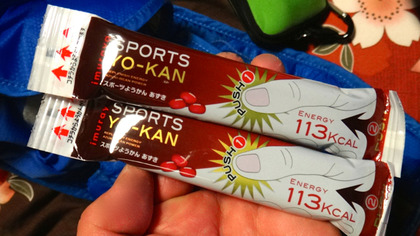 imuraya
SPORTS
YO-KAN
スポーツようかん あずき
PUSH!
ENERGY
113KCAL
imuraya
SPORTS
YO-KAN
スポーツようかん あずき
PUSH!
ENERGY
113KCAL